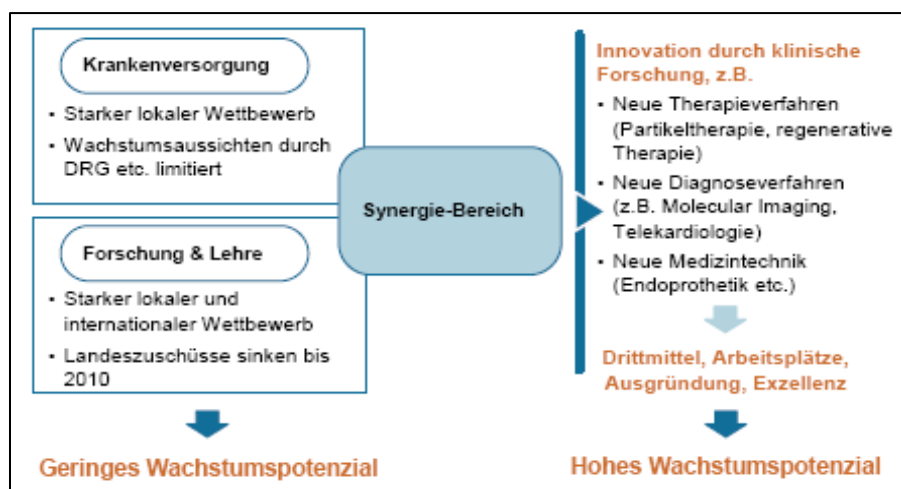 Krankenversorgung
• Starker lokaler Wettbewerb
• Wachstumsaussichten durch
DRG etc. limitiert
Forschung & Lehre
• Starker lokaler und
internationaler Wettbewerb
• Landeszuschüsse sinken bis
2010
Geringes Wachstumspotenzial
Synergie-Bereich
Innovation durch klinische
Forschung, z.B.
• Neue Therapieverfahren
(Partikeltherapie, regenerative
Therapie)
• Neue Diagnoseverfahren
(z.B. Molecular Imaging,
Telekardiologie)
• Neue Medizintechnik
(Endoprothetik etc.)
Drittmittel, Arbeitsplätze,
Ausgründung, Exzellenz
Hohes Wachstumspotenzial